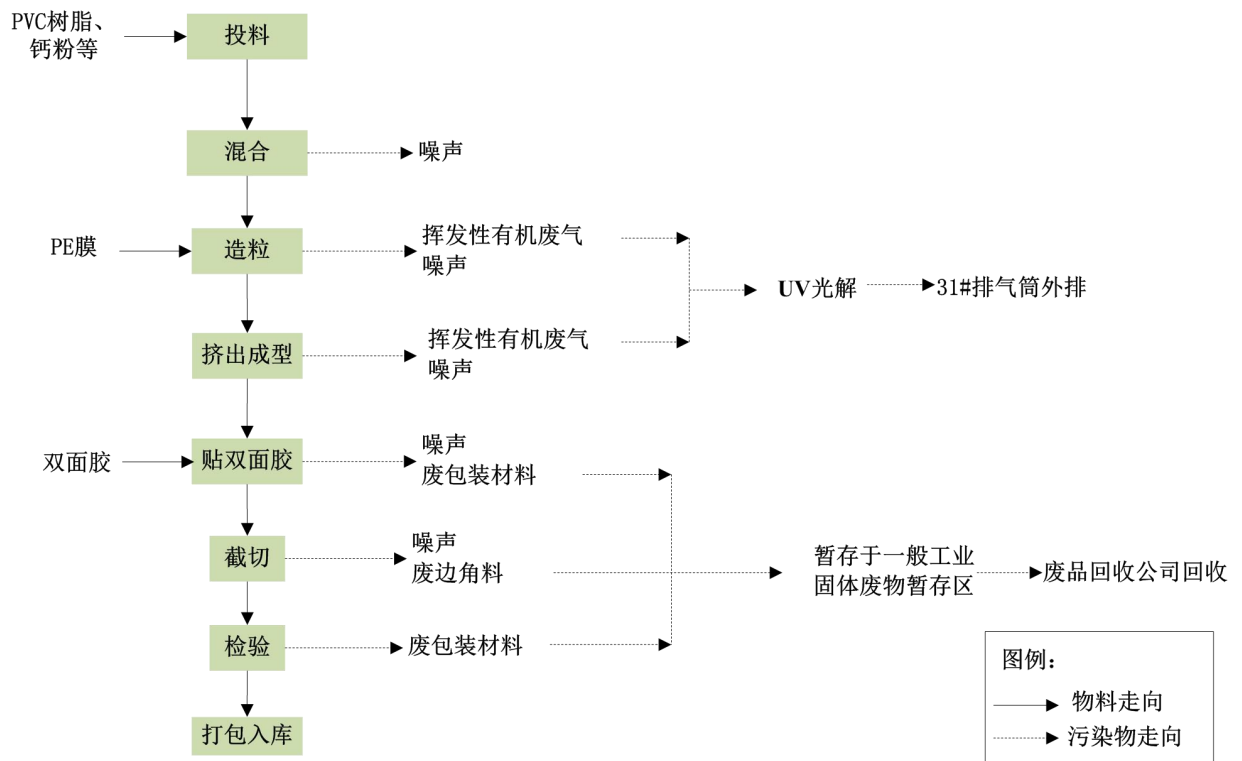 PVC树脂、
钙粉等
投料
混合
噪声
PE膜
造粒
挥发性有机废气
噪声
UV光解
31#排气筒外排
挤出成型
挥发性有机废气
噪声
双面胶
贴双面胶
噪声
废包装材料
截切
噪声
废边角料
暂存于一般工业
固体废物暂存区
废品回收公司回收
检验
废包装材料
打包入库
图例：
物料走向
污染物走向